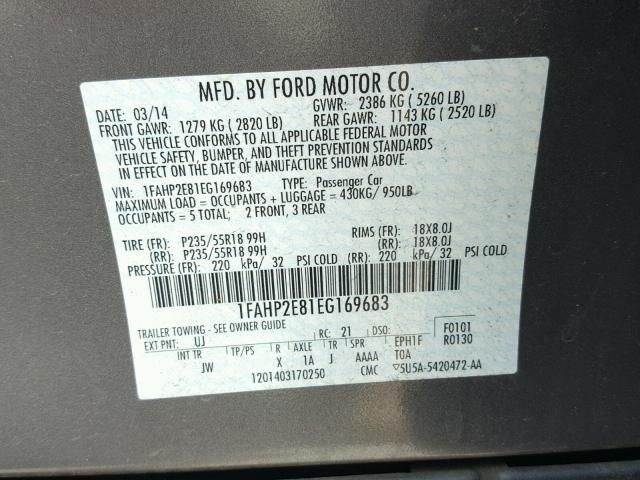 MFD. BY FORD MOTOR CO.
DATE: 03/14 GVWR: 2386 KG ( 5260 LB)
FRONT GAWR: 1279 KG ( 2820 LB) REAR GAWR: 1143 KG ( 2520 LB)
THIS VEHICLE CONFORMS TO ALL APPLICABLE FEDERAL MOTOR
VEHICLE SAFETY, BUMPER, AND THEFT PREVENTION STANDARDS
IN EFFECT ON THE DATE OF MANUFACTURE SHOWN ABOVE.
VIN: 1FAHP2E81EG169683 TYPE: Passenger Car
MAXIMUM LOAD = OCCUPANTS + LUGGAGE = 430KG/ 950LB
OCCUPANTS = 5 TOTAL; 2 FRONT, 3 REAR
TIRE (FR): P235/55R18 99H RIMS (FR): 18X8.0J
(RR): P235/55R18 99H (RR): 18X8.0J
PRESSURE (FR): 220 kPa/ 32 PSI COLD (RR): 220 kPa/ 32 PSI COLD
1FAHP2E81EG169683
TRAILER TOWING - SEE OWNER GUIDE F0101
EXT PNT: UJ RC: 21 DSO: R0130
INT TR TP/PS R AXLE TR SPR EPH1F
JW X 1A J AAAA TOA
1201403170250 CMC 5U5A-5420472-AA